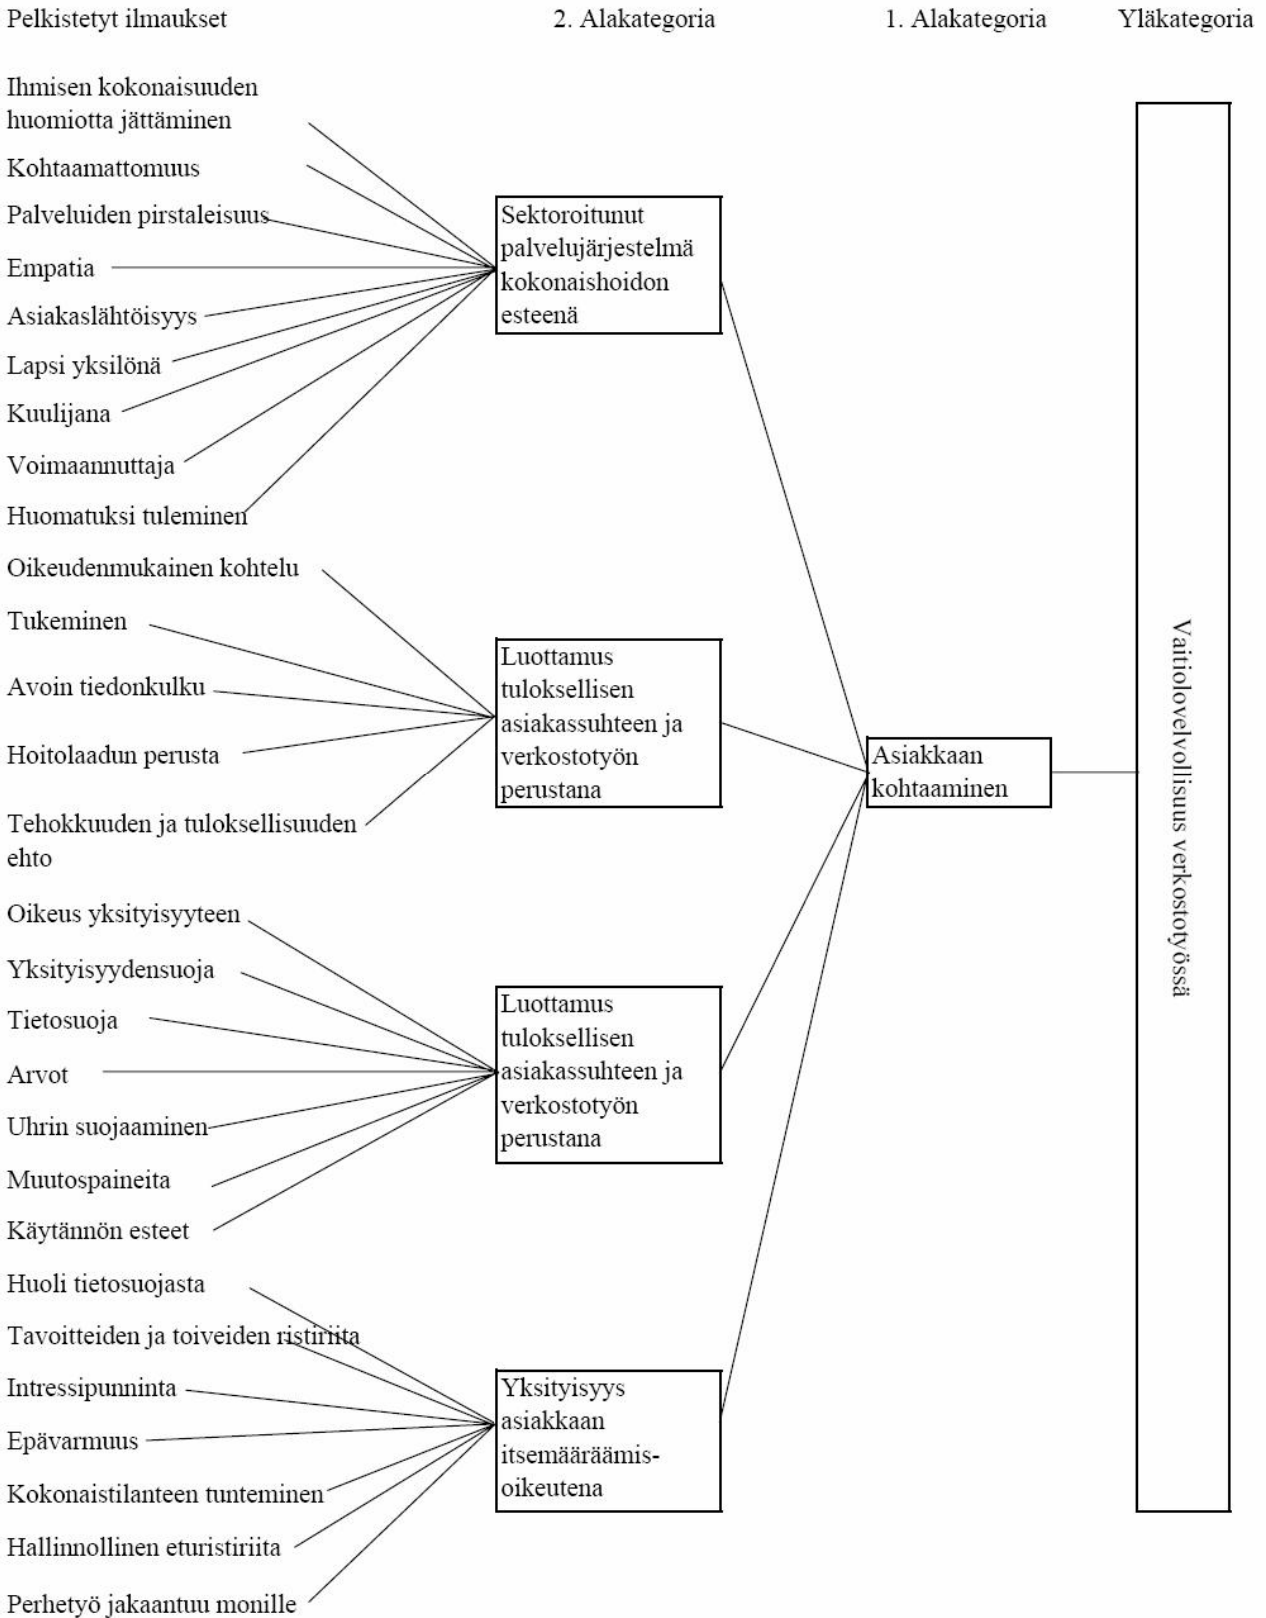 Pelkistetyt ilmaukset
2. Alakategoria
1. Alakategoria
Yläkategoria
Ihmisen kokonaisuuden
huomiotta jättäminen
Kohtaamattomuus
Palveluiden pirstaleisuus
Empatia
Asiakaslähtöisyys
Lapsi yksilönä
Kuulijana
Voimaannuttaja
Huomatuksi tuleminen
Sektoroitunut
palvelujärjestelmä
kokonaishoidon
esteenä
Oikeudenmukainen kohtelu
Tukeminen
Avoin tiedonkulku
Hoitolaadun perusta
Tehokkuuden ja tuloksellisuuden
ehto
Luottamus
tuloksellisen
asiakassuhteen ja
verkostotyön
perustana
Oikeus yksityisyyteen
Yksityisyydensuoja
Tietosuoja
Arvot
Uhrin suojaaminen
Muutospaineita
Käytännön esteet
Luottamus
tuloksellisen
asiakassuhteen ja
verkostotyön
perustana
Huoli tietosuojasta
Tavoitteiden ja toiveiden ristiriita
Intressipunninta
Epävarmuus
Kokonaistilanteen tunteminen
Hallinnollinen eturistiriita
Perhetyö jakaantuu monille
Yksityisyys
asiakkaan
itsemääräämis-
oikeutena
Asiakkaan
kohtaaminen
Vaitiolovelvollisuus verkostotyössä